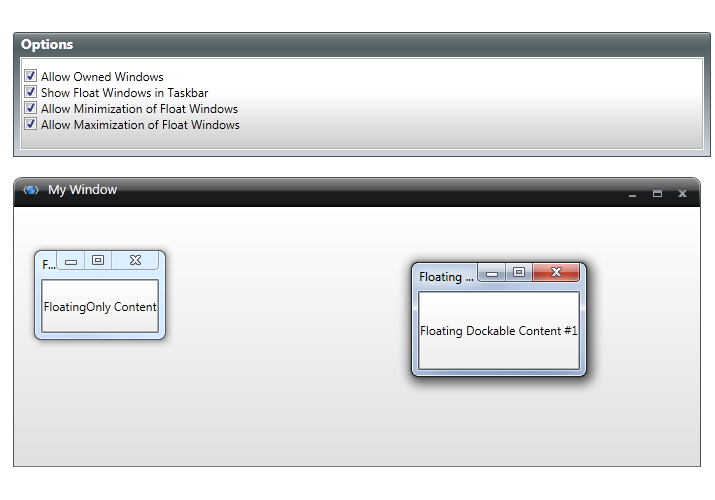 Options
Allow Owned Windows
Show Float Windows in Taskbar
Allow Minimization of Float Windows
Allow Maximization of Float Windows
My Window
F...
FloatingOnly Content
Floating ...
Floating Dockable Content #1